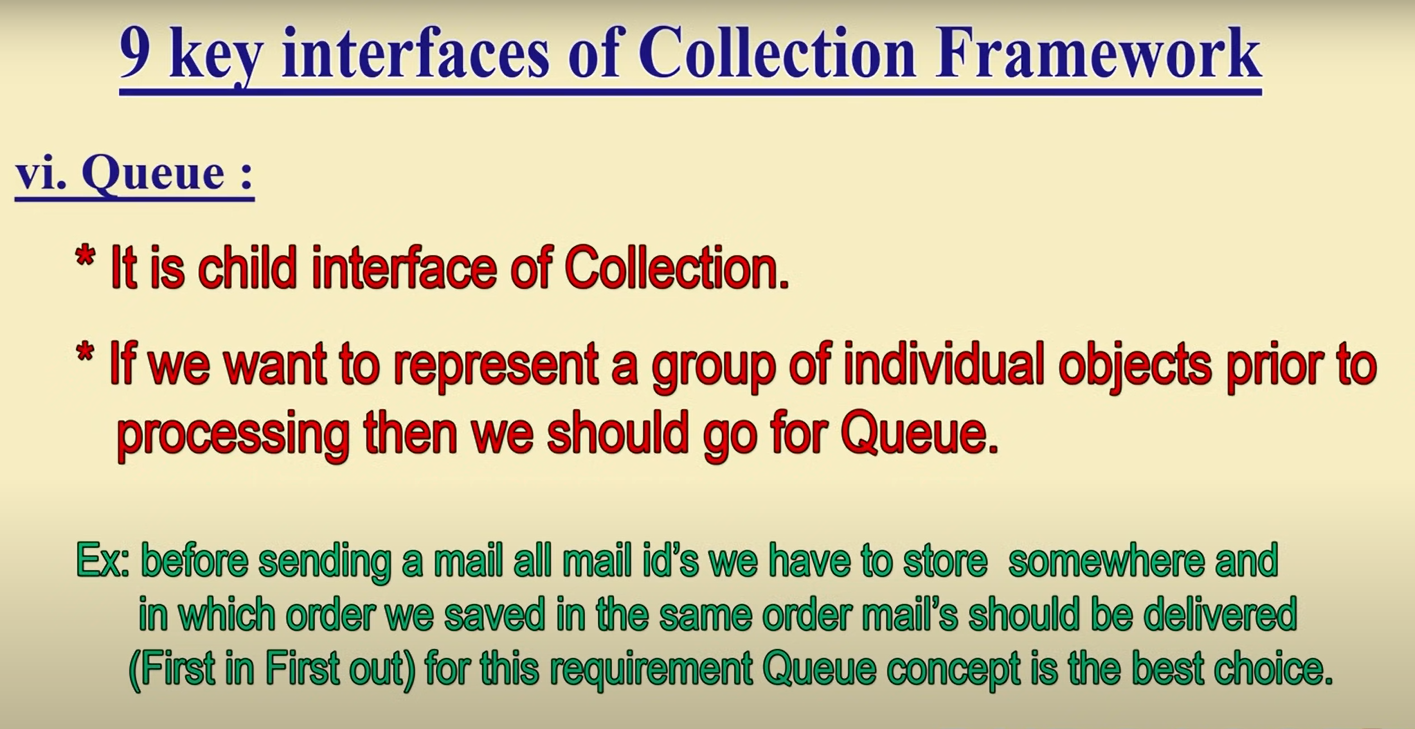 9 key interfaces of Collection Framework
vi. Queue :
* It is child interface of Collection.
* If we want to represent a group of individual objects prior to
processing then we should go for Queue.
Ex: before sending a mail all mail id’s we have to store somewhere and
in which order we saved in the same order mail’s should be delivered
(First in First out) for this requirement Queue concept is the best choice.